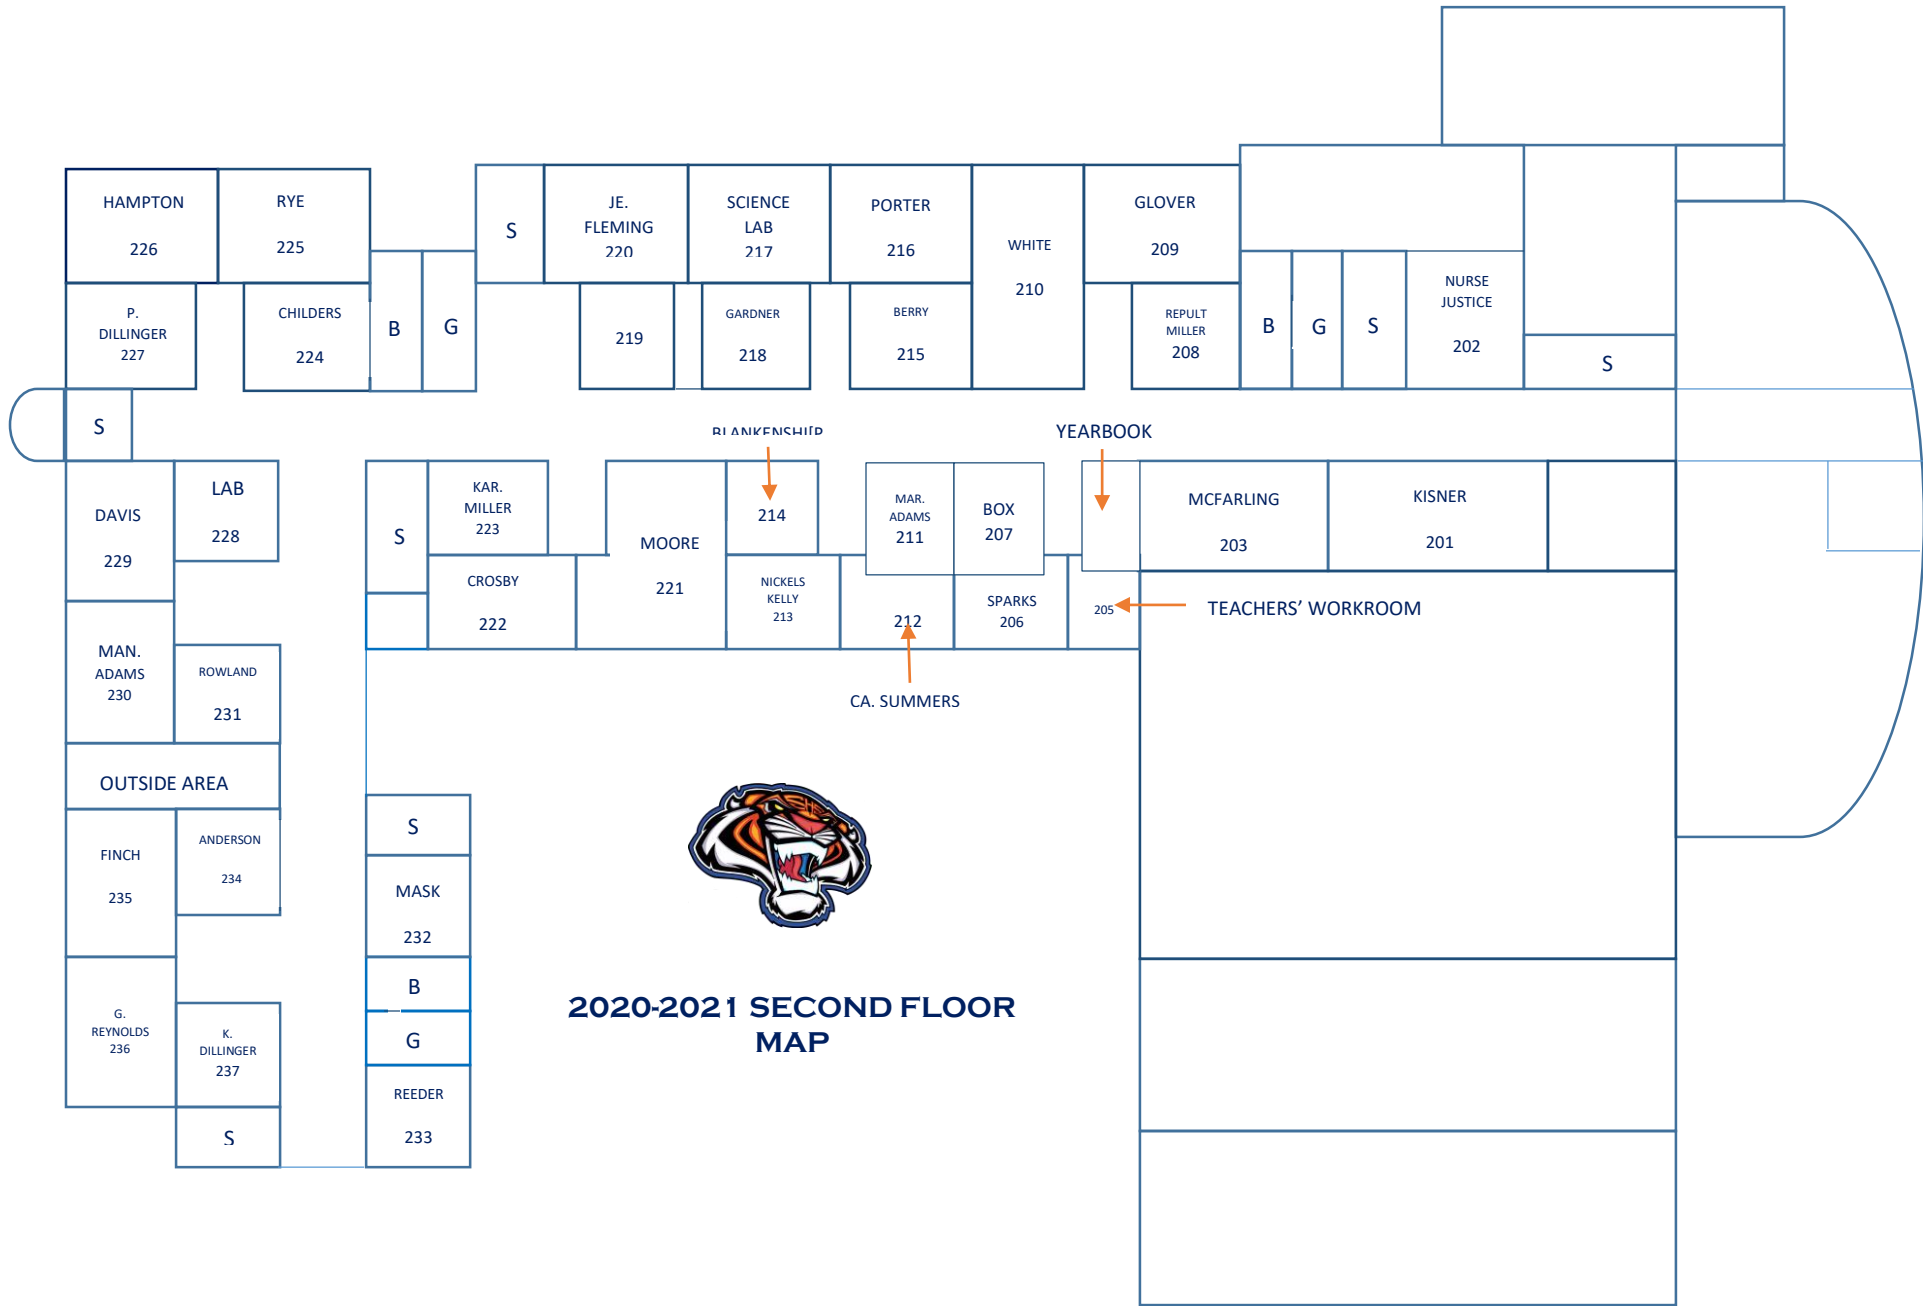 HAMPTON
226
RYE
225
S
JE.
FLEMING
220
SCIENCE
LAB
217
PORTER
216
WHITE
210
GLOVER
209
P.
DILLINGER
227
CHILDERS
224
B
G
219
GARDNER
218
BERRY
215
REPULT
MILLER
208
B
G
S
NURSE
JUSTICE
202
S
S
BLANKENSHIP
YEARBOOK
DAVIS
229
LAB
228
S
KAR.
MILLER
223
MOORE
221
214
MAR.
ADAMS
211
BOX
207
MCFARLING
203
KISNER
201
CROSBY
222
NICKELS
KELLY
213
212
SPARKS
206
205
TEACHERS' WORKROOM
MAN.
ADAMS
230
ROWLAND
231
CA. SUMMERS
OUTSIDE AREA
FINCH
235
ANDERSON
234
S
MASK
232
B
G
REEDER
233
G.
REYNOLDS
236
K.
DILLINGER
237
S
2020-2021 SECOND FLOOR
MAP